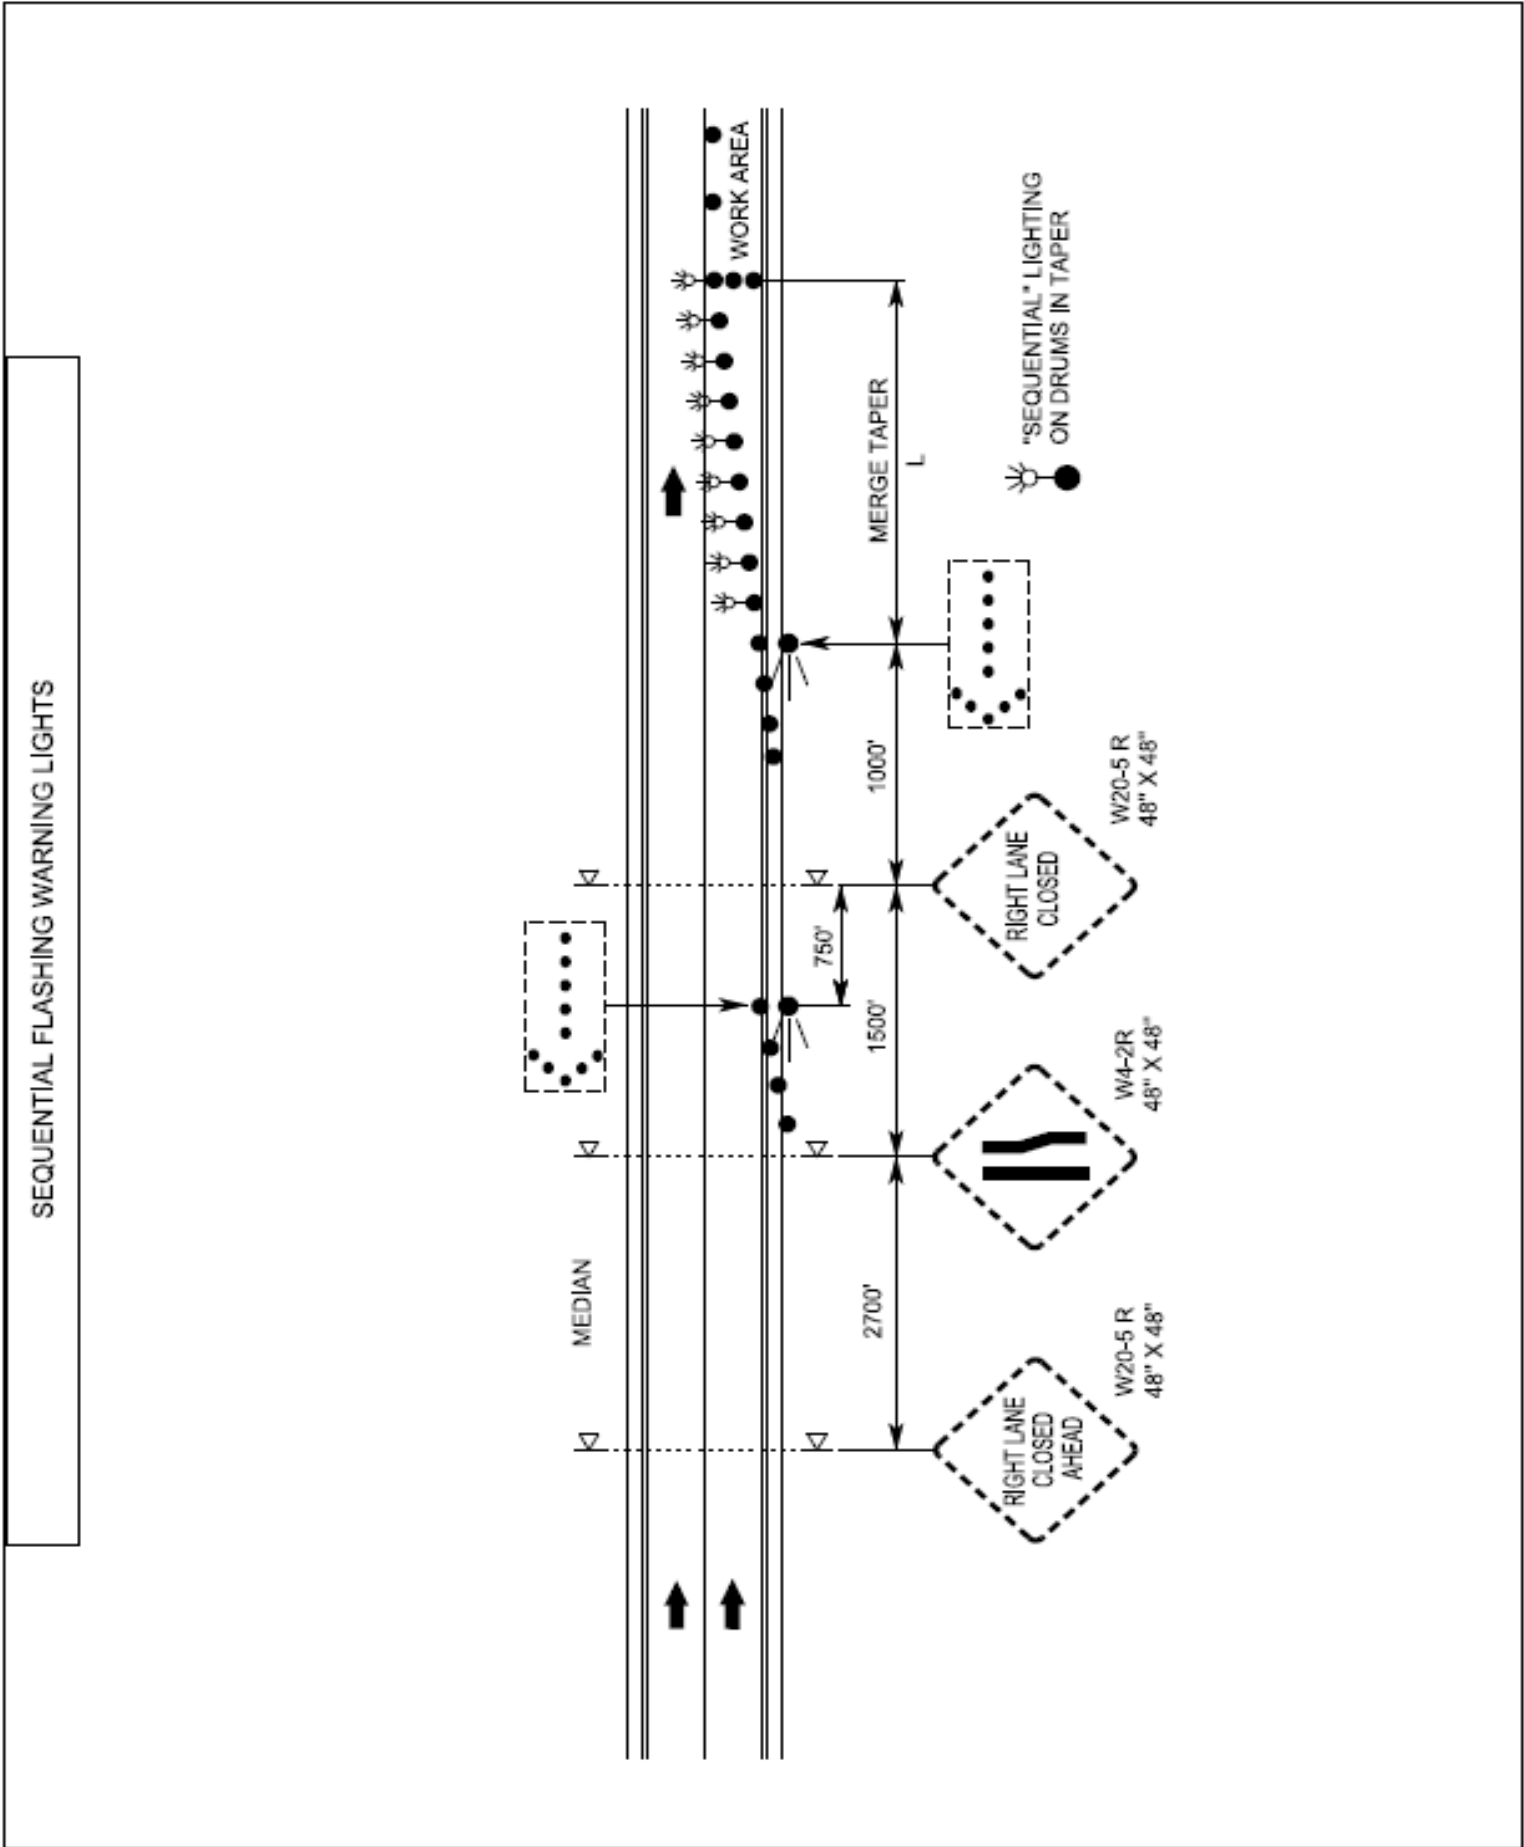 SEQUENTIAL FLASHING WARNING LIGHTS
MEDIAN
WORK AREA
MERGE TAPER
L
1000'
750'
1500'
2700'
"SEQUENTIAL" LIGHTING
ON DRUMS IN TAPER
RIGHT LANE
CLOSED
AHEAD
W20-5 R
48" X 48"
W4-2R
48" X 48"
RIGHT LANE
CLOSED
W20-5 R
48" X 48"